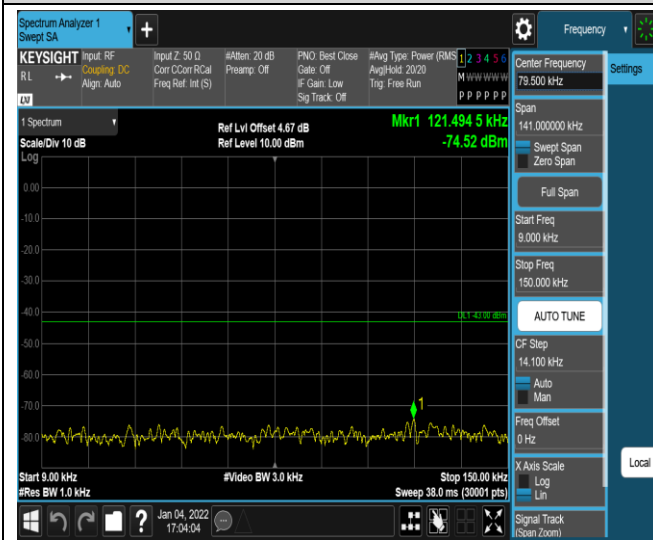 Spectrum Analyzer 1
Swept SA
+
Frequency
KEYSIGHT
RL
LXI
Input: RF
Coupling: DC
Align: Auto
Input Z: 50 Ω
Corr CCorr RCal
Freq Ref: Int (S)
#Atten: 20 dB
Preamp: Off
PNO: Best Close
Gate: Off
IF Gain: Low
Sig Track: Off
#Avg Type: Power (RMS
Avg|Hold: 20/20
Trig: Free Run
1 2 3 4 5 6
M W W W W W
P P P P P P
1 Spectrum
Scale/Div 10 dB
Log
Ref Lvl Offset 4.67 dB
Ref Level 10.00 dBm
Mkr1 121.494 5 kHz
-74.52 dBm
0.00
-10.0
-20.0
-30.0
-40.0
DL1 -43.00 dBm
-50.0
-60.0
-70.0
1
-80.0
Start 9.00 kHz
#Res BW 1.0 kHz
#Video BW 3.0 kHz
Stop 150.00 kHz
Sweep 38.0 ms (30001 pts)
?
Jan 04, 2022
17:04:04
Center Frequency
79.500 kHz
Settings
Span
141.000000 kHz
Swept Span
Zero Span
Full Span
Start Freq
9.000 kHz
Stop Freq
150.000 kHz
AUTO TUNE
CF Step
14.100 kHz
Auto
Man
Freq Offset
0 Hz
X Axis Scale
Log
Lin
Local
Signal Track
(Span Zoom)